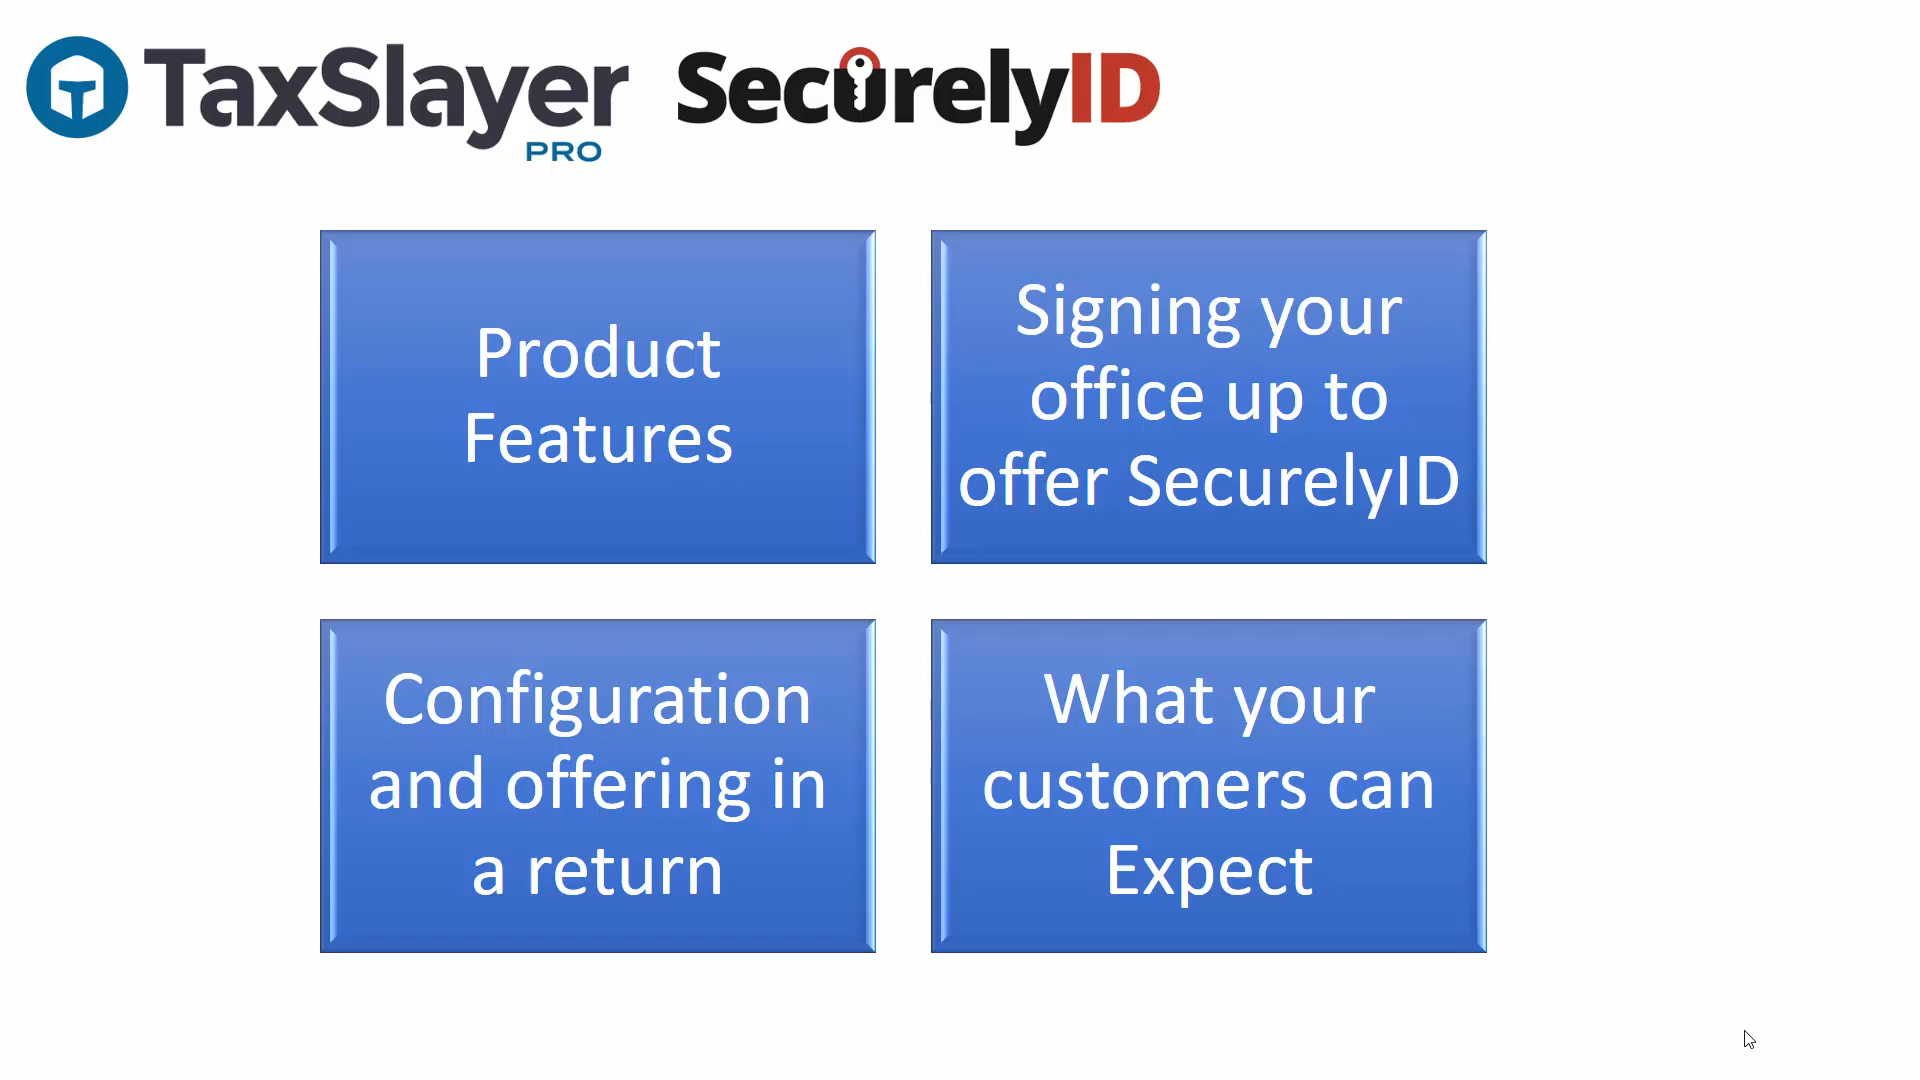 TaxSlayer
PRO
SecurelyID
Product
Features
Signing your
office up to
offer SecurelyID
Configuration
and offering in
a return
What your
customers can
Expect